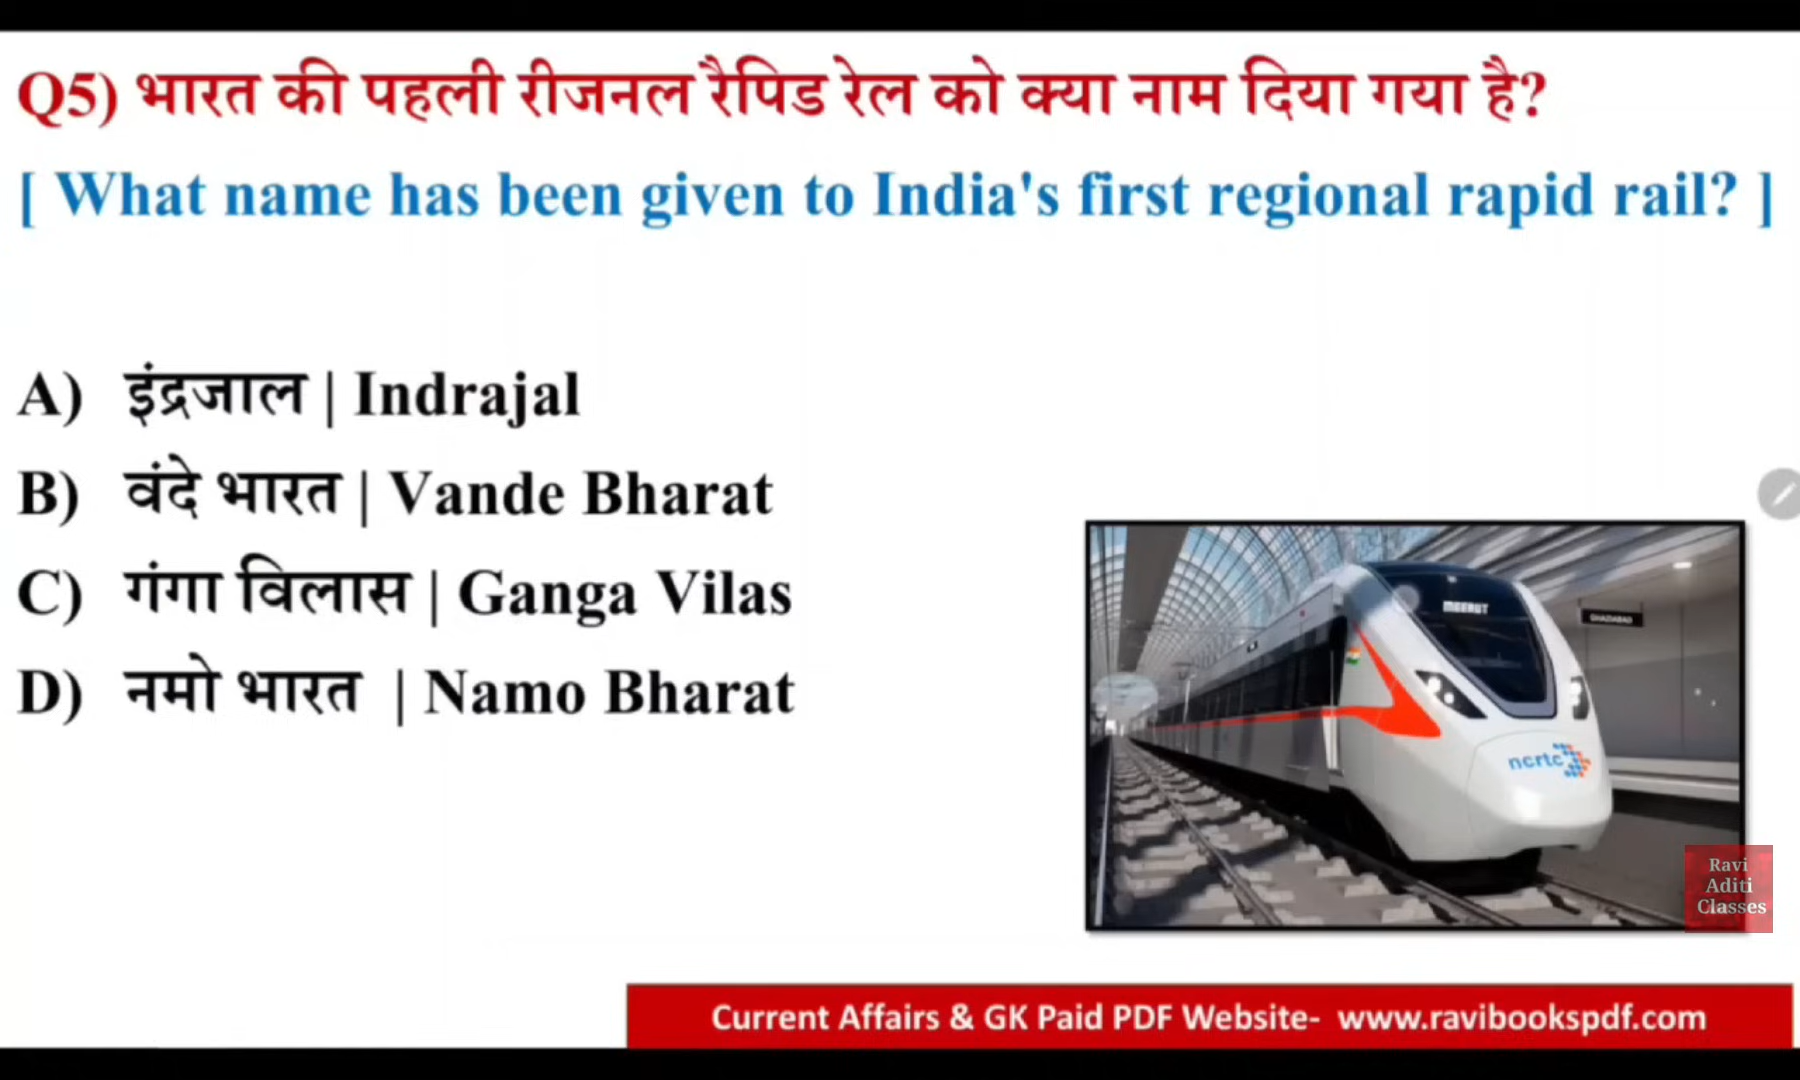 Q5) भारत की पहली रीजनल रैपिड रेल को क्या नाम दिया गया है?
[ What name has been given to India's first regional rapid rail? ]
A) इंद्रजाल | Indrajal
B) वंदे भारत | Vande Bharat
C) गंगा विलास | Ganga Vilas
D) नमो भारत | Namo Bharat
MEERUT
GHAZIABAD
ncrtc
Ravi
Aditi
Classes
Current Affairs & GK Paid PDF Website- www.ravibookspdf.com